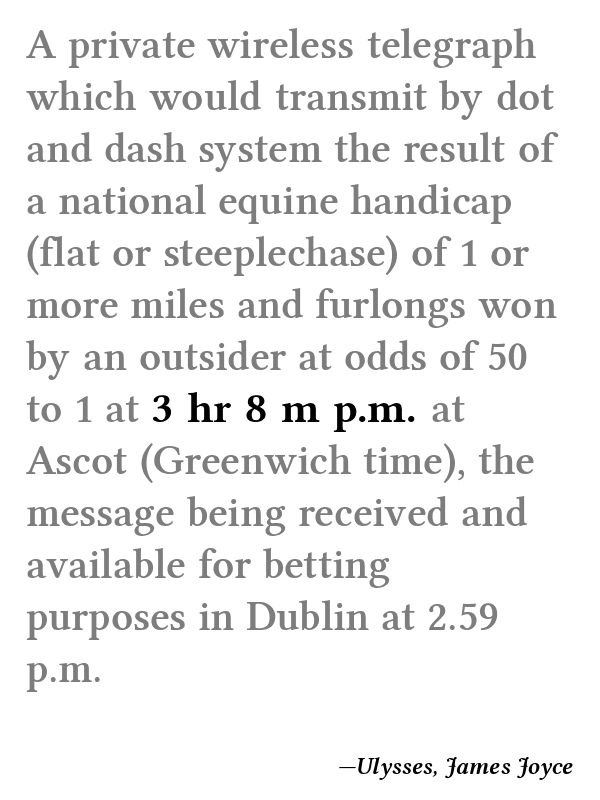 A private wireless telegraph
which would transmit by dot
and dash system the result of
a national equine handicap
(flat or steeplechase) of 1 or
more miles and furlongs won
by an outsider at odds of 50
to 1 at 3 hr 8 m p.m. at
Ascot (Greenwich time), the
message being received and
available for betting
purposes in Dublin at 2.59
p.m.
—Ulysses, James Joyce